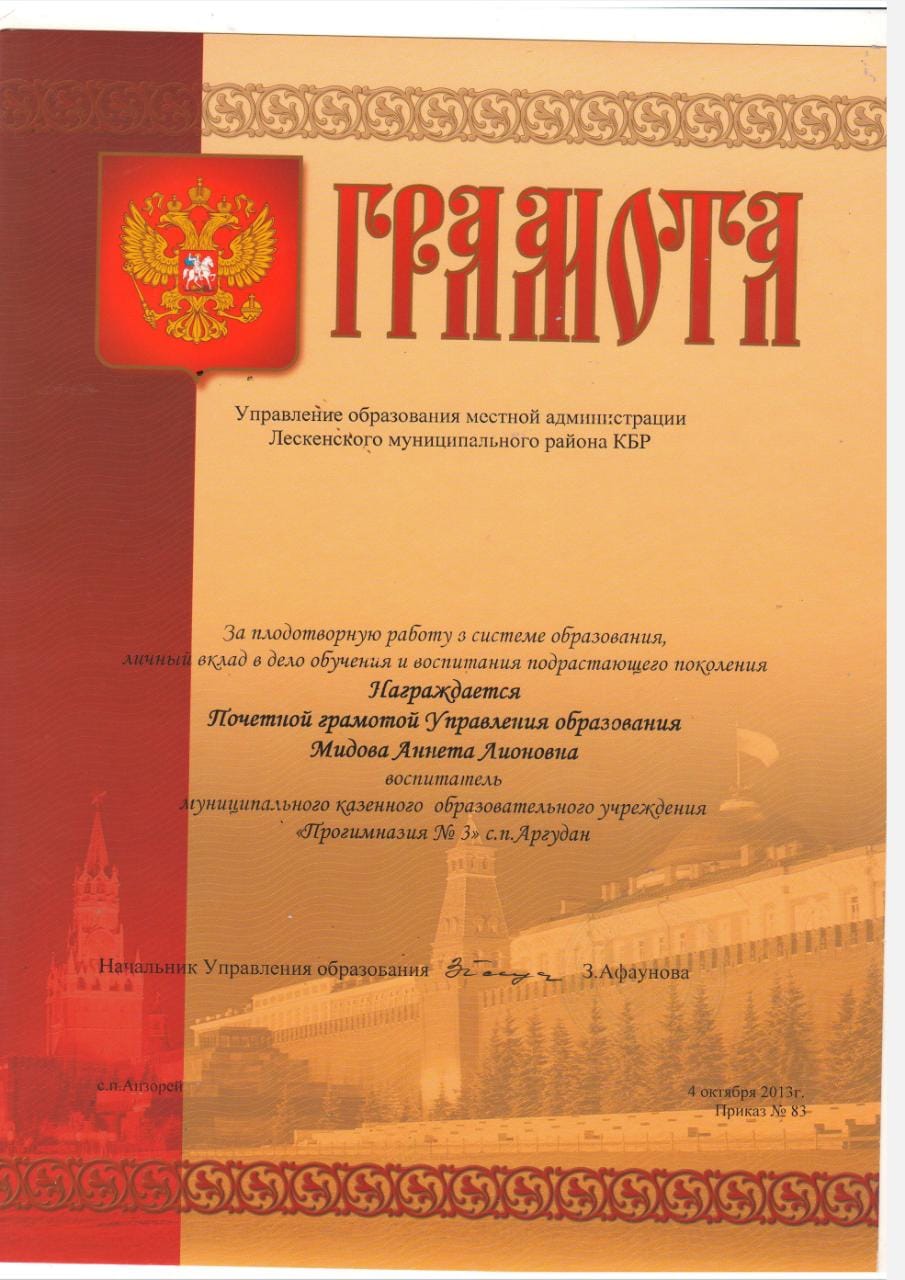 ГРАМОТА
Управление образования местной администрации
Лескенского муниципального района КБР
За плодотворную работу в системе образования,
личный вклад в дело обучения и воспитания подрастающего поколения
Награждается
Почетной грамотой Управления образования
Мидова Аннета Лионовна
воспитатель
муниципального казенного образовательного учреждения
«Прогимназия № 3» с.п.Аргудан
Начальник Управления образования З.Афаунова
с.п.Анзорей
4 октября 2013г.
Приказ № 83